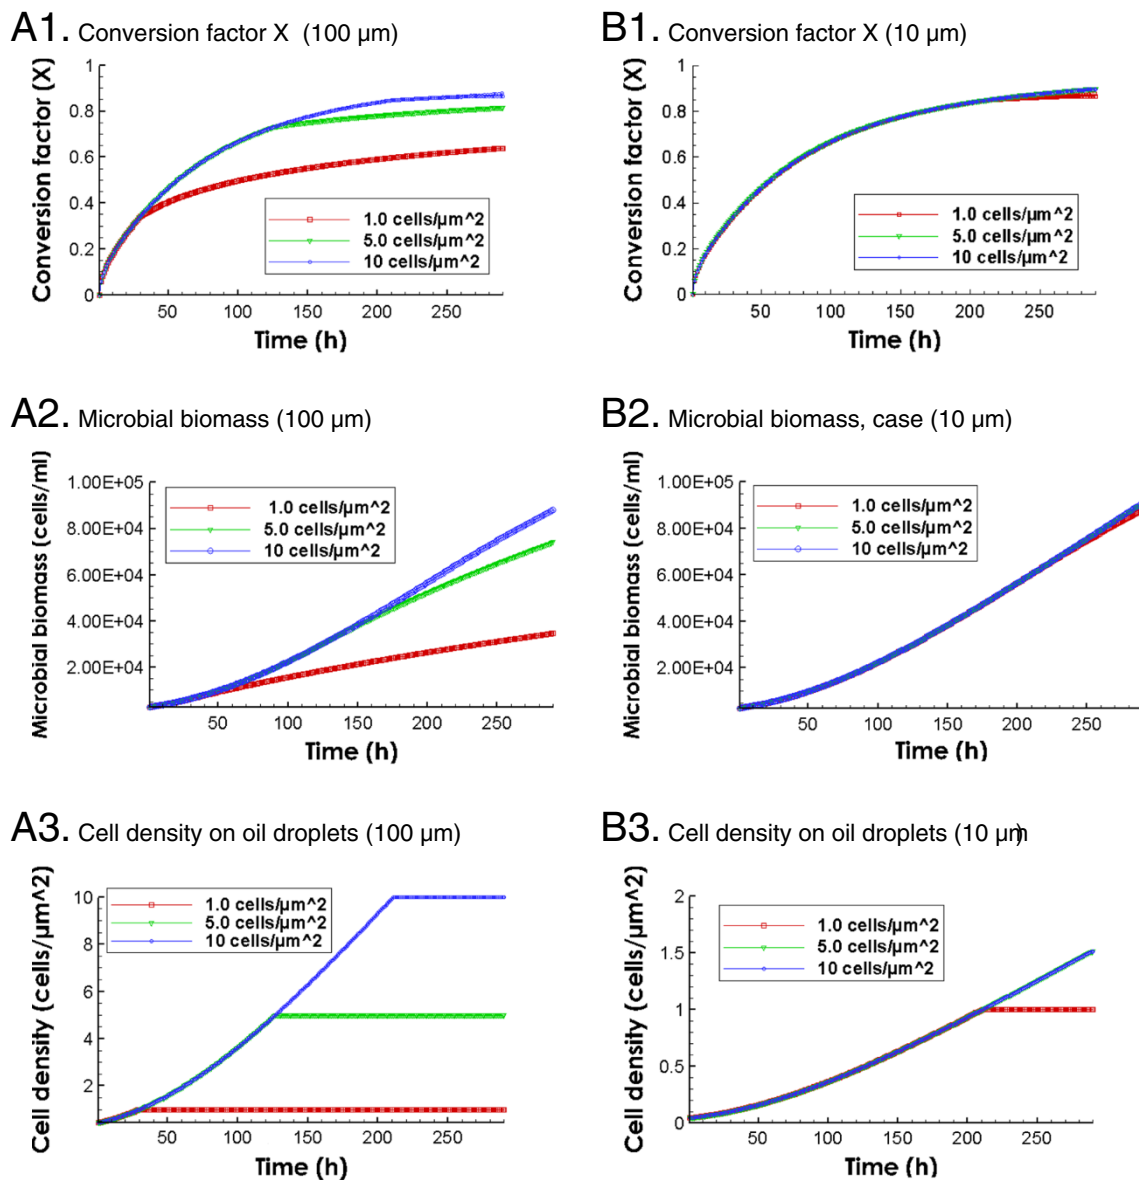 A1. Conversion factor X (100 µm)
Conversion factor (X)
1
0.8
0.6
0.4
0.2
0
1.0 cells/µm^2
5.0 cells/µm^2
10 cells/µm^2
50 100 150 200 250
Time (h)
B1. Conversion factor X (10 µm)
Conversion factor (X)
1
0.8
0.6
0.4
0.2
0
1.0 cells/µm^2
5.0 cells/µm^2
10 cells/µm^2
50 100 150 200 250
Time (h)
A2. Microbial biomass (100 µm)
Microbial biomass (cells/ml)
1.00E+05
8.00E+04
6.00E+04
4.00E+04
2.00E+04
1.0 cells/µm^2
5.0 cells/µm^2
10 cells/µm^2
50 100 150 200 250
Time (h)
B2. Microbial biomass, case (10 µm)
Microbial biomass (cells/ml)
1.00E+05
8.00E+04
6.00E+04
4.00E+04
2.00E+04
1.0 cells/µm^2
5.0 cells/µm^2
10 cells/µm^2
50 100 150 200 250
Time (h)
A3. Cell density on oil droplets (100 µm)
Cell density (cells/µm^2)
10
8
6
4
2
1.0 cells/µm^2
5.0 cells/µm^2
10 cells/µm^2
50 100 150 200 250
Time (h)
B3. Cell density on oil droplets (10 µm)
Cell density (cells/µm^2)
2
1.5
1
0.5
0
1.0 cells/µm^2
5.0 cells/µm^2
10 cells/µm^2
50 100 150 200 250
Time (h)